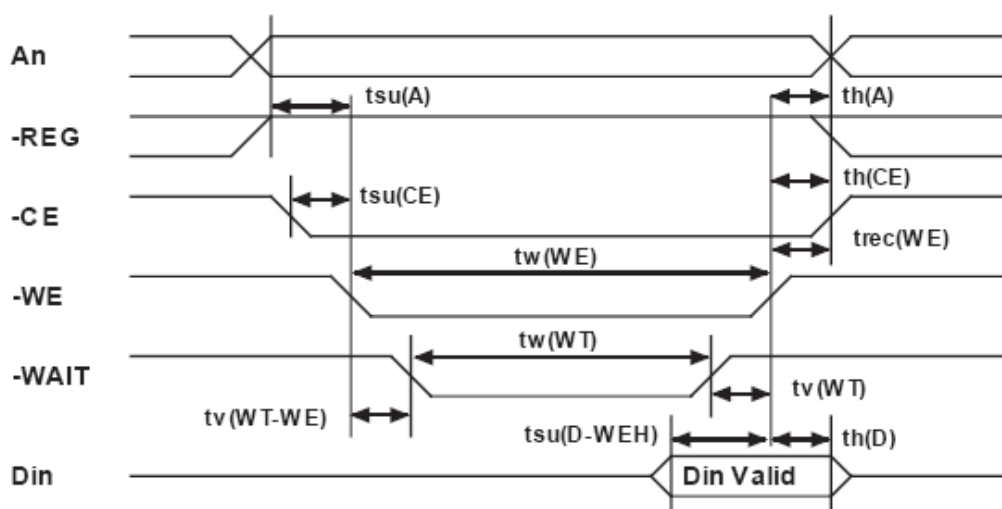 An
tsu(A)
th(A)
-REG
tsu(CE)
th(CE)
-CE
trec(WE)
tw(WE)
-WE
tw(WT)
-WAIT
tv(WT-WE)
tv(WT)
tsu(D-WEH)
th(D)
Din
Din Valid